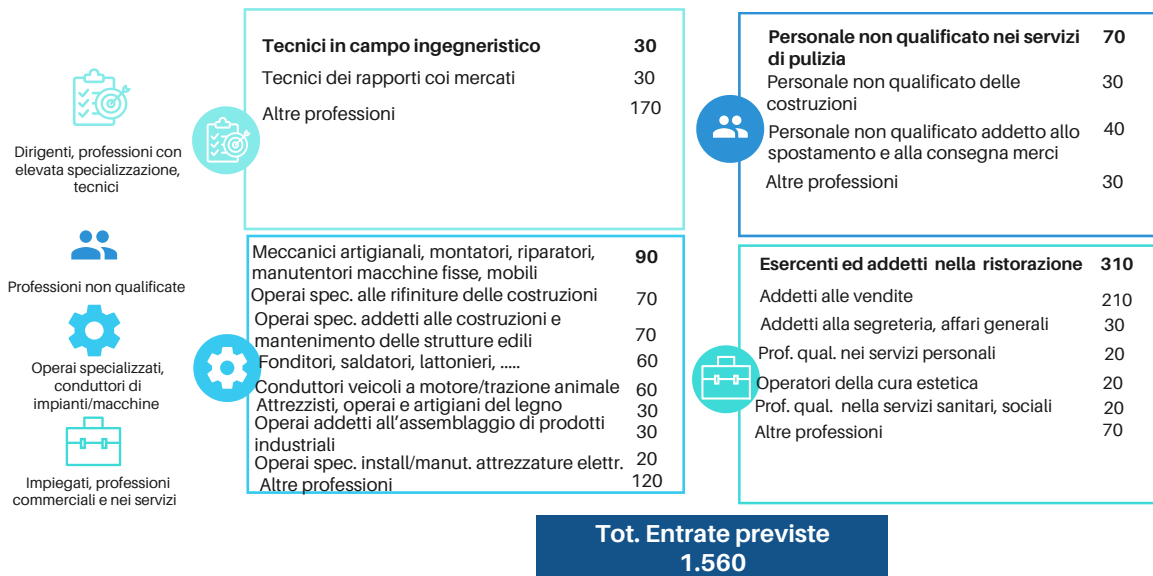 Dirigenti, professioni con
elevata specializzazione,
tecnici
Professioni non qualificate
Operai specializzati,
conduttori di
impianti/macchine
Impiegati, professioni
commerciali e nei servizi
Tecnici in campo ingegneristico 30
Tecnici dei rapporti coi mercati 30
Altre professioni 170
Personale non qualificato nei servizi 70
di pulizia
Personale non qualificato delle 30
costruzioni
Personale non qualificato addetto allo 40
spostamento e alla consegna merci
Altre professioni 30
Meccanici artigianali, montatori, riparatori, 90
manutentori macchine fisse, mobili
Operai spec. alle rifiniture delle costruzioni 70
Operai spec. addetti alle costruzioni e
mantenimento delle strutture edili 70
Fonditori, saldatori, lattonieri, ..... 60
Conduttori veicoli a motore/trazione animale 60
Attrezzisti, operai e artigiani del legno 30
Operai addetti all'assemblaggio di prodotti 30
industriali
Operai spec. install/manut. attrezzature elettr. 20
Altre professioni 120
Esercenti ed addetti nella ristorazione 310
Addetti alle vendite 210
Addetti alla segreteria, affari generali 30
Prof. qual. nei servizi personali 20
Operatori della cura estetica 20
Prof. qual. nella servizi sanitari, sociali 20
Altre professioni 70
Tot. Entrate previste
1.560